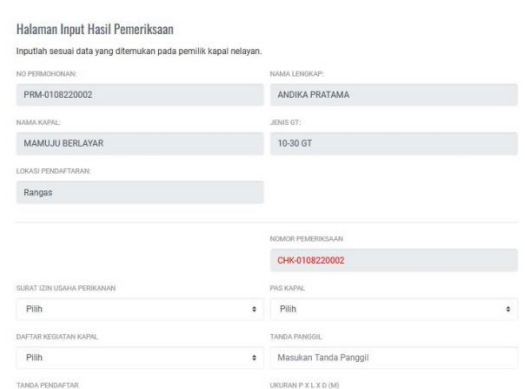 Halaman Input Hasil Pemeriksaan
Inputlah sesuai data yang ditemukan pada pemilik kapal nelayan.
NO PERMOHONAN: NAMA LENGKAP:
PRM-0108220002 ANDIKA PRATAMA
NAMA KAPAL: JENIS GT:
MAMUJU BERLAYAR 10-30 GT
LOKASI PENDAFTARAN:
Rangas
NOMOR PEMERIKSAAN
CHK-0108220002
SURAT IZIN USAHA PERIKANAN PAS KAPAL
Pilih Pilih
DAFTAR KEGIATAN KAPAL TANDA PANGGIL
Pilih Masukan Tanda Panggil
TANDA PENDAFTAR UKURAN P X L X D (M)